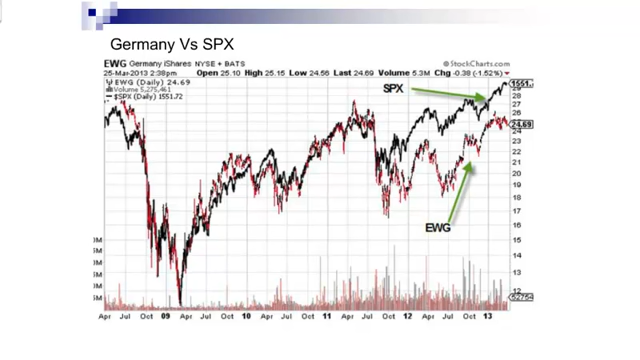 Germany Vs SPX
EWG Germany iShares NYSE + BATS © StockCharts.com
25-Mar-2013 2:38pm Open 25.10 High 25.15 Low 24.56 Last 24.69 Volume 5.3M Chg -0.38 (-1.52%)
EWG (Daily) 24.69
Volume 5,275,461
$SPX (Daily) 1551.72
SPX
1551.
28
27
24.69
24
23
22
21
20
19
18
17
16
15
14
13
12
EWG
52754
Apr Jul Oct 09 Apr Jul Oct 10 Apr Jul Oct 11 Apr Jul Oct 12 Apr Jul Oct 13